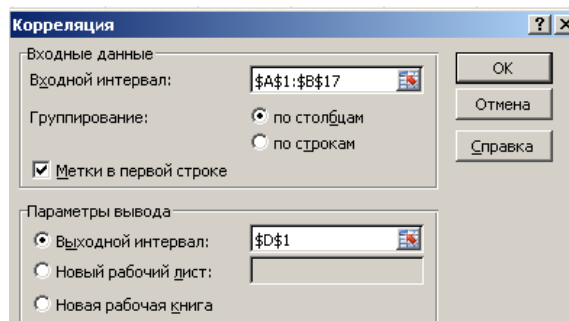 Корреляция
Входные данные
Входной интервал: $A$1:$B$17
Группирование: по столбцам
по строкам
Метки в первой строке
Параметры вывода
Выходной интервал: $D$1
Новый рабочий лист:
Новая рабочая книга
ОК
Отмена
Справка